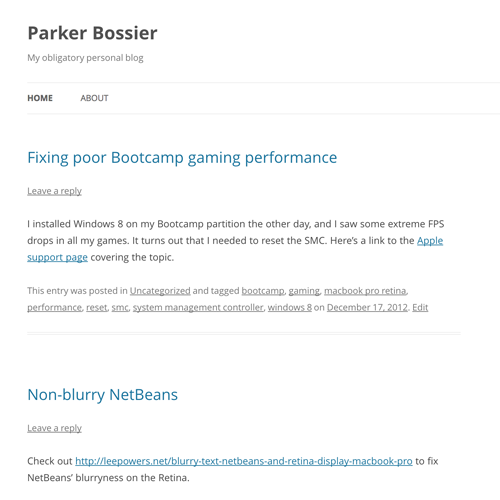 Parker Bossier
My obligatory personal blog
HOME ABOUT
Fixing poor Bootcamp gaming performance
Leave a reply
I installed Windows 8 on my Bootcamp partition the other day, and I saw some extreme FPS
drops in all my games. It turns out that I needed to reset the SMC. Here’s a link to the Apple
support page covering the topic.
This entry was posted in Uncategorized and tagged bootcamp, gaming, macbook pro retina,
performance, reset, smc, system management controller, windows 8 on December 17, 2012. Edit
Non-blurry NetBeans
Leave a reply
Check out http://leepowers.net/blurry-text-netbeans-and-retina-display-macbook-pro to fix
NetBeans’ blurryness on the Retina.